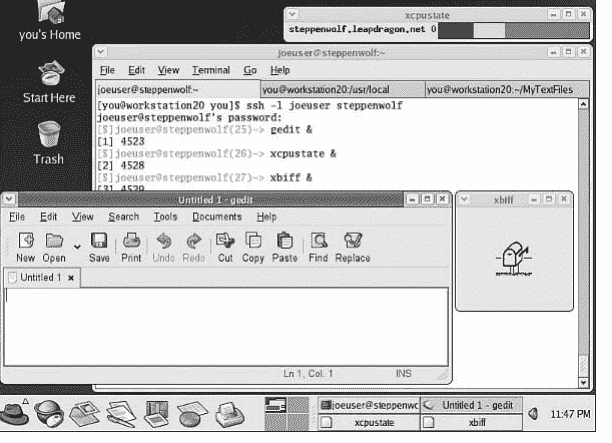 you's Home
Start Here
Trash
xcpustate
steppenwolf.leapdragon.net 0
joeuser@steppenwolf:~
File Edit View Terminal Go Help
joeuser@steppenwolf:~ you@workstation20:/usr/local you@workstation20:~/MyTextFiles
[you@workstation20 you]$ ssh -l joeuser steppenwolf
joeuser@steppenwolf's password:
[$]joeuser@steppenwolf(25)~> gedit &
[1] 4523
[$]joeuser@steppenwolf(26)~> xcpustate &
[2] 4528
[$]joeuser@steppenwolf(27)~> xbiff &
[3] 4529
Untitled 1 - gedit
File Edit View Search Tools Documents Help
New Open Save Print Undo Redo Cut Copy Paste Find Replace
Untitled 1
Ln 1, Col. 1 INS
xbiff
joeuser@steppenwc Untitled 1 - gedit
xcpustate xbiff
11:47 PM